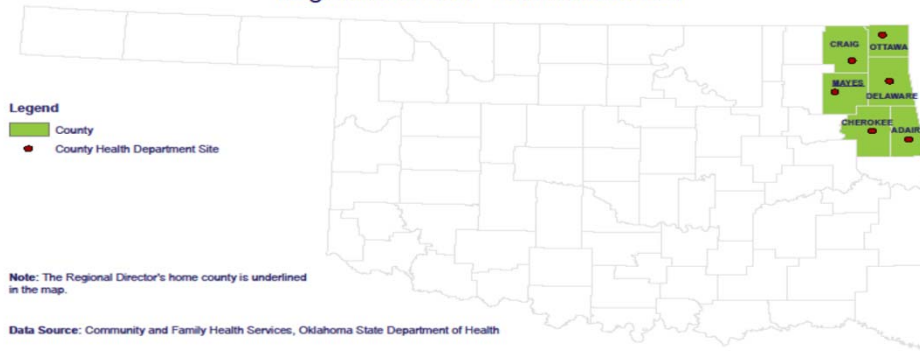 CRAIG
OTTAWA
MAYES
DELAWARE
CHEROKEE
ADAIR
Legend
County
County Health Department Site
Note: The Regional Director's home county is underlined
in the map.
Data Source: Community and Family Health Services, Oklahoma State Department of Health